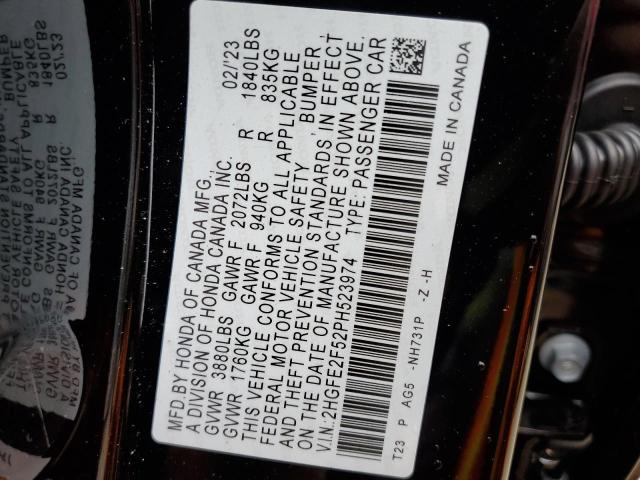 MFD.BY HONDA OF CANADA MFG. 02/'23
A DIVISION OF HONDA CANADA INC.
GVWR 3880LBS GAWR F 2072LBS R 1840LBS
GVWR 1760KG GAWR F 940KG R 835KG
THIS VEHICLE CONFORMS TO ALL APPLICABLE
FEDERAL MOTOR VEHICLE SAFETY, BUMPER,
AND THEFT PREVENTION STANDARDS IN EFFECT
ON THE DATE OF MANUFACTURE SHOWN ABOVE.
V.I.N.:2HGFE2F52PH523974 TYPE: PASSENGER CAR
T23 P AG5 -NH731P -Z -H
MADE IN CANADA